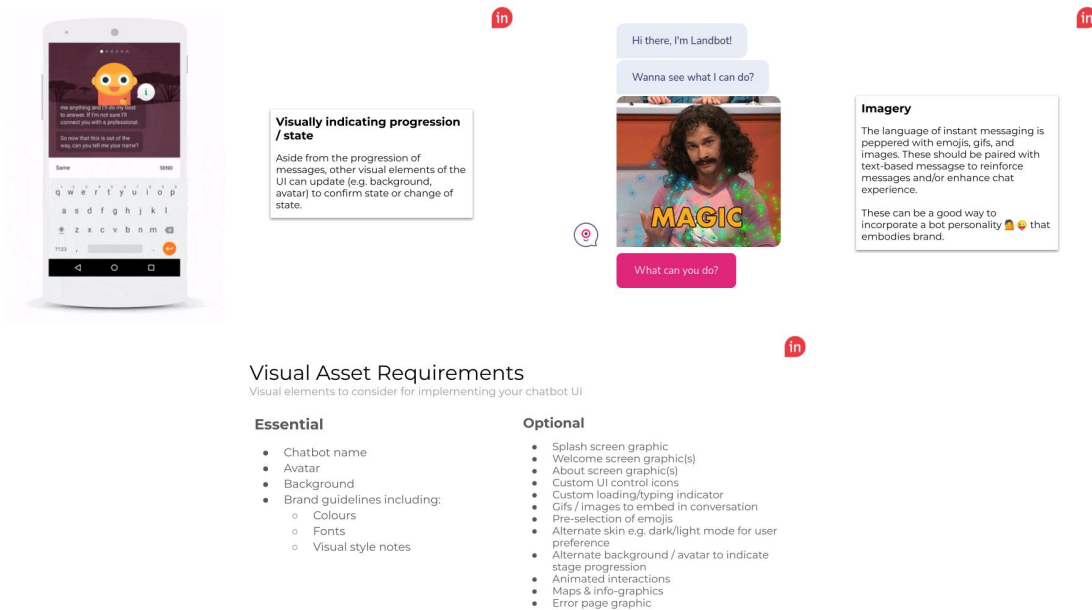 in
me anything and I'll do my best
to answer. If I'm not sure I'll
connect you with a professional.
So now that this is out of the
way, can you tell me your name?
Same
SEND
q w e r t y u i o p
a s d f g h j k l
z x c v b n m
?123 , .
Visually indicating progression
/ state
Aside from the progression of
messages, other visual elements of the
UI can update (e.g. background,
avatar) to confirm state or change of
state.
in
Hi there, I'm Landbot!
Wanna see what I can do?
MAGIC
What can you do?
Imagery
The language of instant messaging is
peppered with emojis, gifs, and
images. These should be paired with
text-based messagse to reinforce
messages and/or enhance chat
experience.
These can be a good way to
incorporate a bot personality 💁 😜 that
embodies brand.
in
Visual Asset Requirements
Visual elements to consider for implementing your chatbot UI
Essential
● Chatbot name
● Avatar
● Background
● Brand guidelines including:
○ Colours
○ Fonts
○ Visual style notes
Optional
● Splash screen graphic
● Welcome screen graphic(s)
● About screen graphic(s)
● Custom UI control icons
● Custom loading/typing indicator
● Gifs / images to embed in conversation
● Pre-selection of emojis
● Alternate skin e.g. dark/light mode for user
preference
● Alternate background / avatar to indicate
stage progression
● Animated interactions
● Maps & info-graphics
● Error page graphic